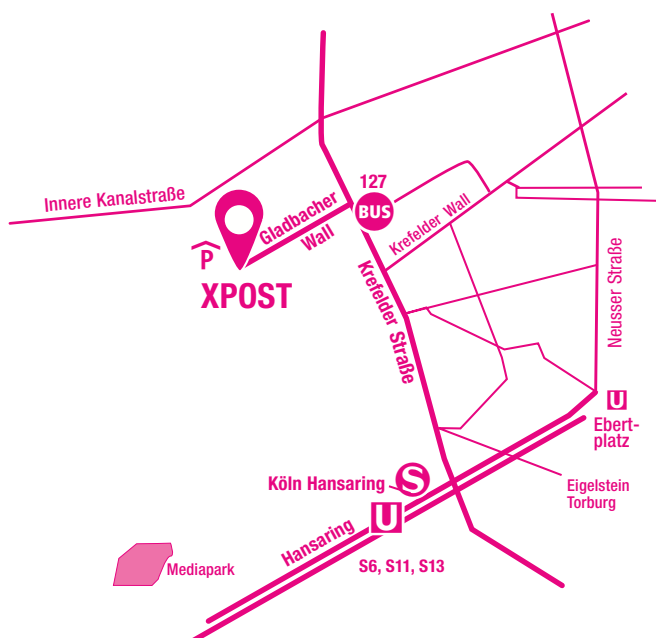 Innere Kanalstraße
127
BUS
Gladbacher
Wall
Krefelder Wall
P
XPOST
Krefelder Straße
Neusser Straße
U
Ebert-
platz
Köln Hansaring
S
Eigelstein
Torburg
U
Hansaring
S6, S11, S13
Mediapark